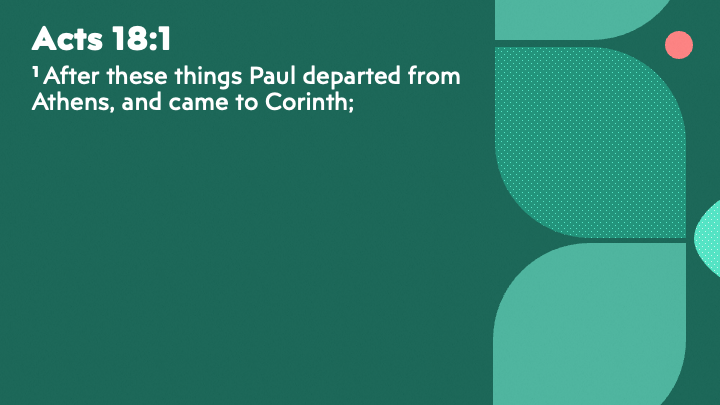 Acts 18:1
¹ After these things Paul departed from
Athens, and came to Corinth;